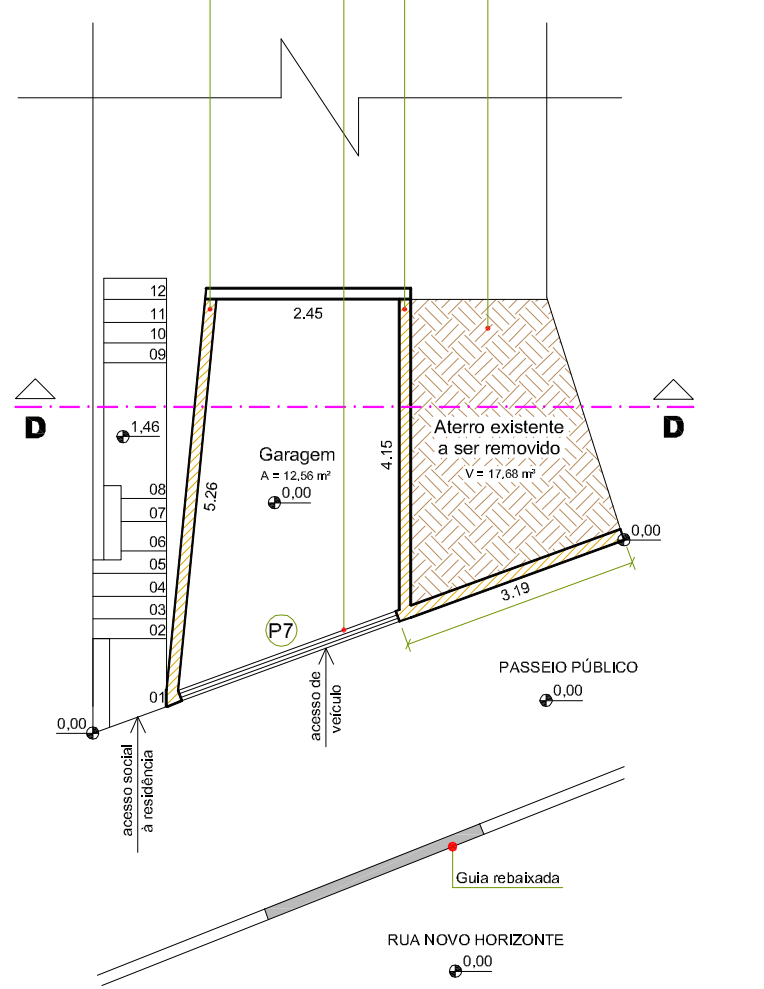 12
11
2.45
10
09
D
D
1,46
Aterro existente
a ser removido
V = 17,68 m²
Garagem
A = 12,56 m²
4.15
5.26
0,00
08
07
06
0,00
05
04
03
02
3.19
P7
PASSEIO PÚBLICO
0,00
01
0,00
acesso de
veículo
acesso social
à residência
Guia rebaixada
RUA NOVO HORIZONTE
0,00